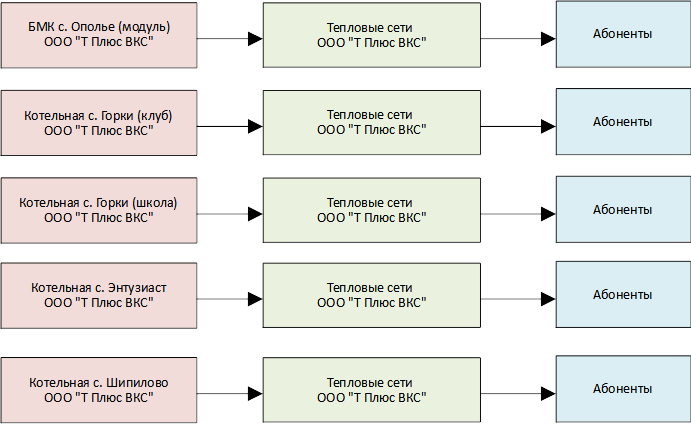 БМК с. Ополье (модуль)
ООО "Т Плюс ВКС"
Тепловые сети
ООО "Т Плюс ВКС"
Абоненты
Котельная с. Горки (клуб)
ООО "Т Плюс ВКС"
Тепловые сети
ООО "Т Плюс ВКС"
Абоненты
Котельная с. Горки (школа)
ООО "Т Плюс ВКС"
Тепловые сети
ООО "Т Плюс ВКС"
Абоненты
Котельная с. Энтузиаст
ООО "Т Плюс ВКС"
Тепловые сети
ООО "Т Плюс ВКС"
Абоненты
Котельная с. Шипилово
ООО "Т Плюс ВКС"
Тепловые сети
ООО "Т Плюс ВКС"
Абоненты